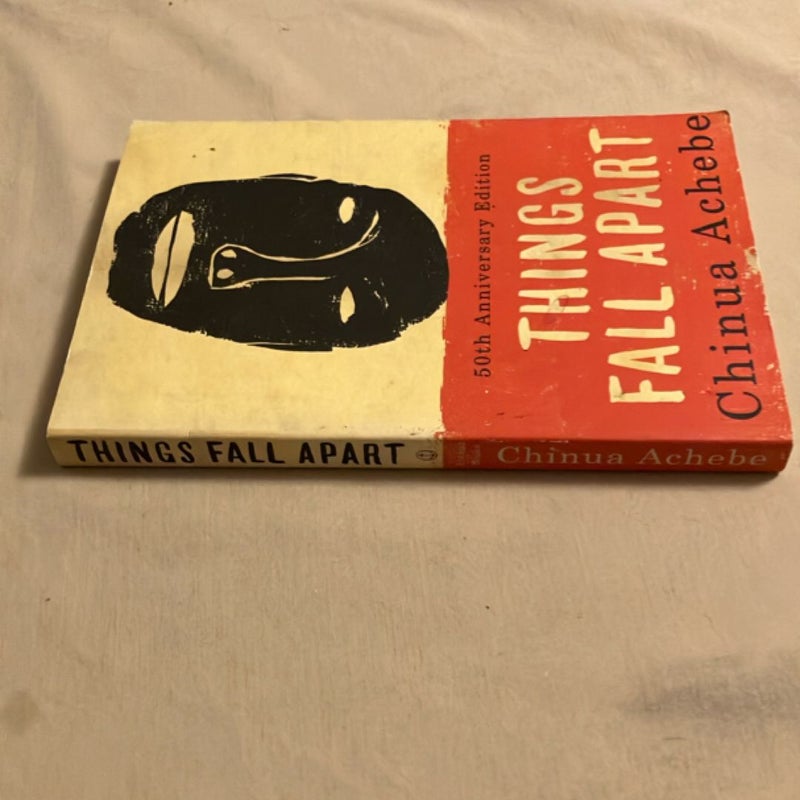 50th Anniversary Edition
THINGS
FALL APART
Chinua Achebe
THINGS FALL APART
Chinua Achebe